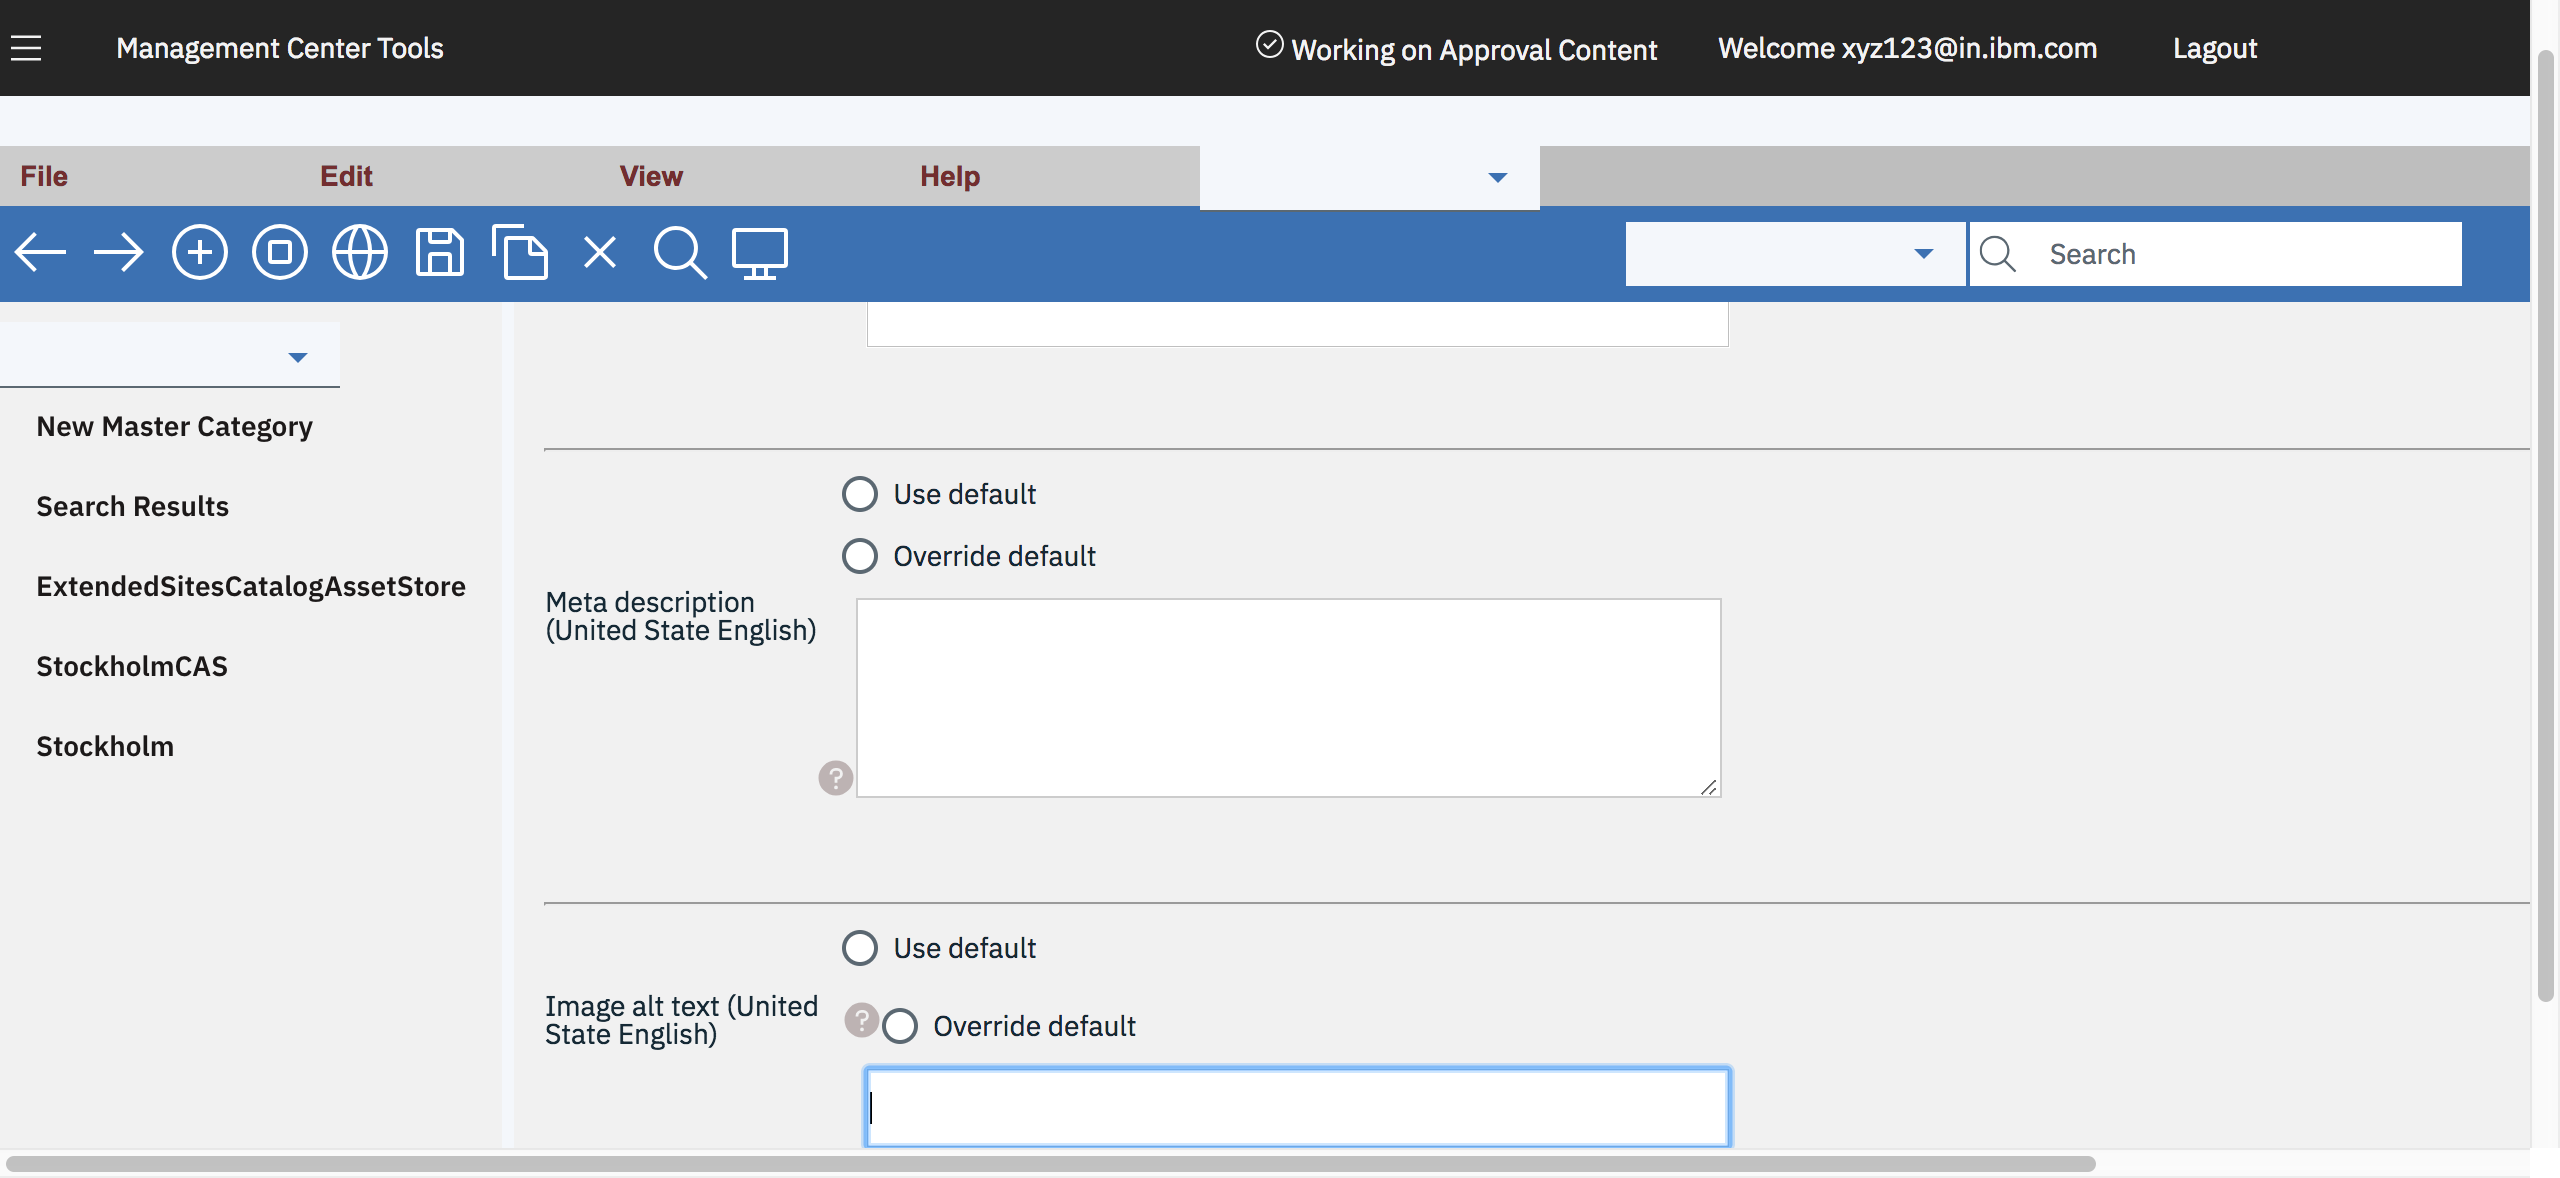 Management Center Tools
Working on Approval Content
Welcome xyz123@in.ibm.com
Lagout
File
Edit
View
Help
Search
New Master Category
Search Results
ExtendedSitesCatalogAssetStore
StockholmCAS
Stockholm
Use default
Override default
Meta description
(United State English)
?
Use default
Image alt text (United
State English)
?
Override default